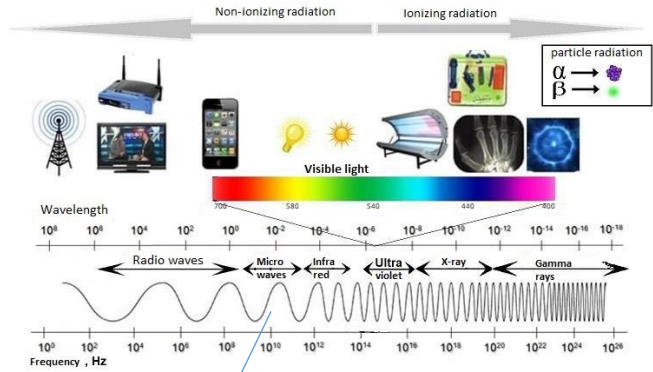 Non-ionizing radiation
Ionizing radiation
particle radiation
α
β
Visible light
700 580 540 440 400
Wavelength
10⁸ 10⁶ 10⁴ 10² 10⁰ 10⁻² 10⁻⁴ 10⁻⁶ 10⁻⁸ 10⁻¹⁰ 10⁻¹² 10⁻¹⁴ 10⁻¹⁶ 10⁻¹⁸
Radio waves
Micro
waves
Infra
red
Ultra
violet
X-ray
Gamma
rays
10⁰ 10² 10⁴ 10⁶ 10⁸ 10¹⁰ 10¹² 10¹⁴ 10¹⁶ 10¹⁸ 10²⁰ 10²² 10²⁴ 10²⁶
Frequency , Hz